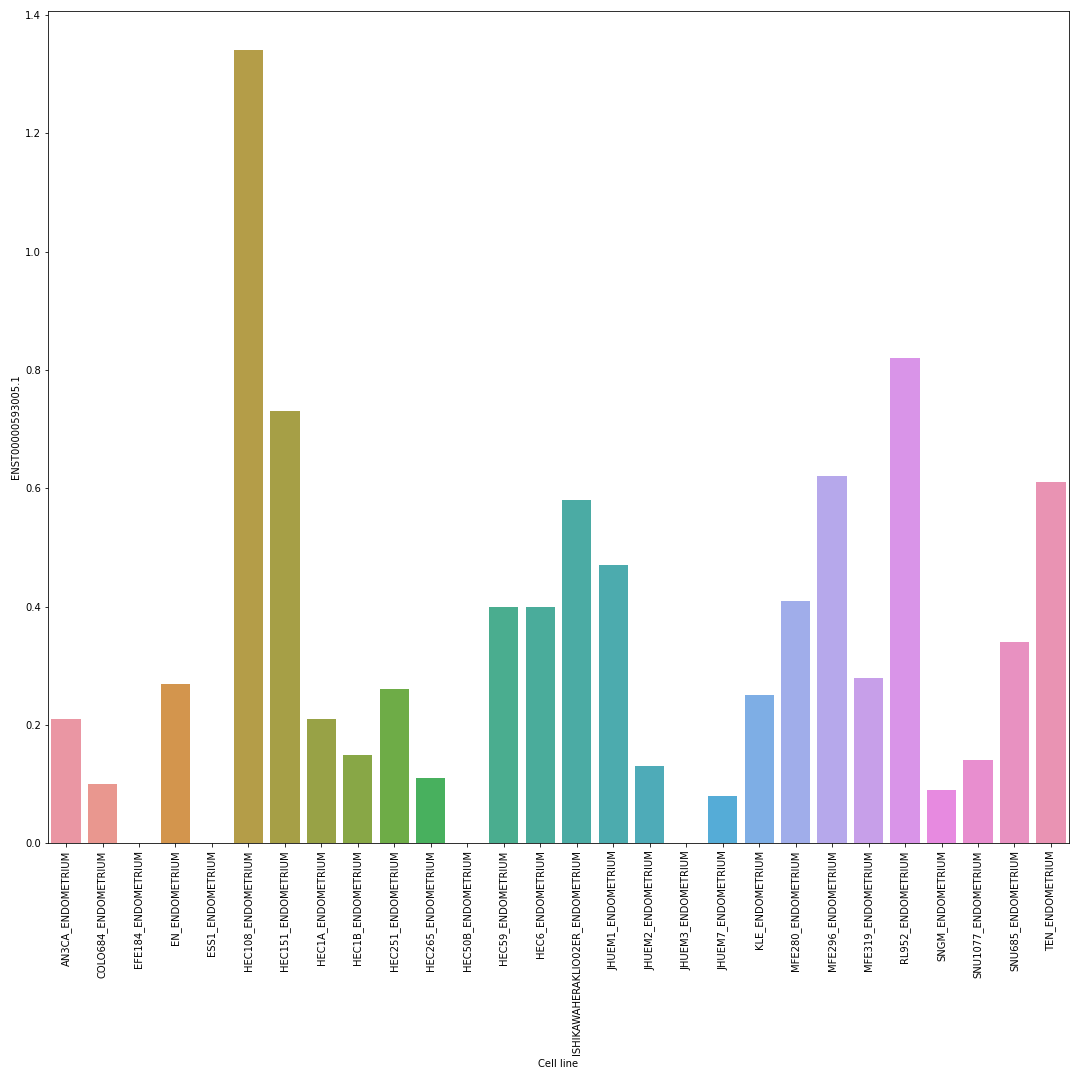 1.4
1.2
1.0
0.8
0.6
0.4
0.2
0.0
ENST00000593005.1
AN3CA_ENDOMETRIUM
COLO684_ENDOMETRIUM
EFE184_ENDOMETRIUM
EN_ENDOMETRIUM
ESS1_ENDOMETRIUM
HEC108_ENDOMETRIUM
HEC151_ENDOMETRIUM
HEC1A_ENDOMETRIUM
HEC1B_ENDOMETRIUM
HEC251_ENDOMETRIUM
HEC265_ENDOMETRIUM
HEC50B_ENDOMETRIUM
HEC59_ENDOMETRIUM
HEC6_ENDOMETRIUM
ISHIKAWAHERAKLIO02ER_ENDOMETRIUM
JHUEM1_ENDOMETRIUM
JHUEM2_ENDOMETRIUM
JHUEM3_ENDOMETRIUM
JHUEM7_ENDOMETRIUM
KLE_ENDOMETRIUM
MFE280_ENDOMETRIUM
MFE296_ENDOMETRIUM
MFE319_ENDOMETRIUM
RL952_ENDOMETRIUM
SNGM_ENDOMETRIUM
SNU1077_ENDOMETRIUM
SNU685_ENDOMETRIUM
TEN_ENDOMETRIUM
Cell line